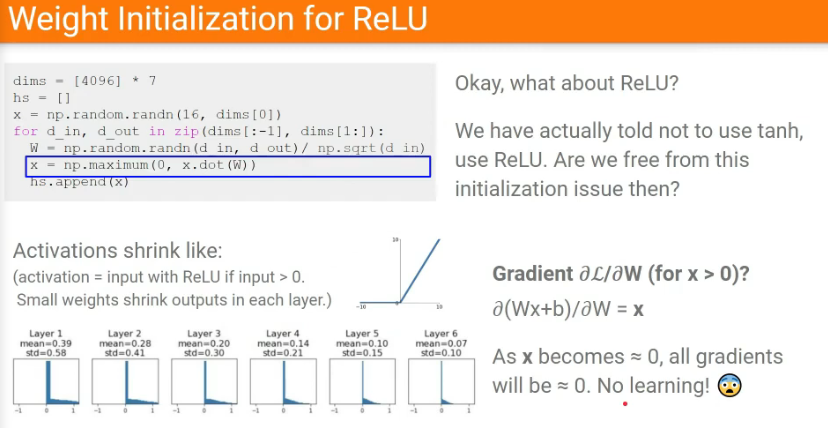 Weight Initialization for ReLU
dims = [4096] * 7
hs = []
x = np.random.randn(16, dims[0])
for d_in, d_out in zip(dims[:-1], dims[1:]):
W = np.random.randn(d_in, d_out)/ np.sqrt(d_in)
x = np.maximum(0, x.dot(W))
hs.append(x)
Okay, what about ReLU?
We have actually told not to use tanh,
use ReLU. Are we free from this
initialization issue then?
Activations shrink like:
(activation = input with ReLU if input > 0.
Small weights shrink outputs in each layer.)
10
-10 0 10
Gradient ∂ℒ/∂W (for x > 0)?
∂(Wx+b)/∂W = x
As x becomes ≈ 0, all gradients
will be ≈ 0. No learning! 😨
Layer 1 Layer 2 Layer 3 Layer 4 Layer 5 Layer 6
mean=0.39 mean=0.28 mean=0.20 mean=0.14 mean=0.10 mean=0.07
std=0.58 std=0.41 std=0.30 std=0.21 std=0.15 std=0.10
-1 0 1 -1 0 1 -1 0 1 -1 0 1 -1 0 1 -1 0 1